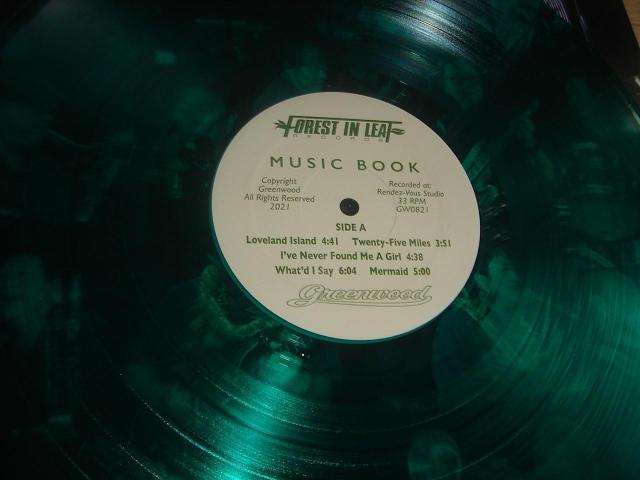 FOREST IN LEAF
RECORDS
MUSIC BOOK
Copyright
Greenwood
All Rights Reserved
2021
Recorded at:
Rendez-Vous Studio
33 RPM
GW0821
SIDE A
Loveland Island 4:41 Twenty-Five Miles 3:51
I've Never Found Me A Girl 4:38
What'd I Say 6:04 Mermaid 5:00
Greenwood